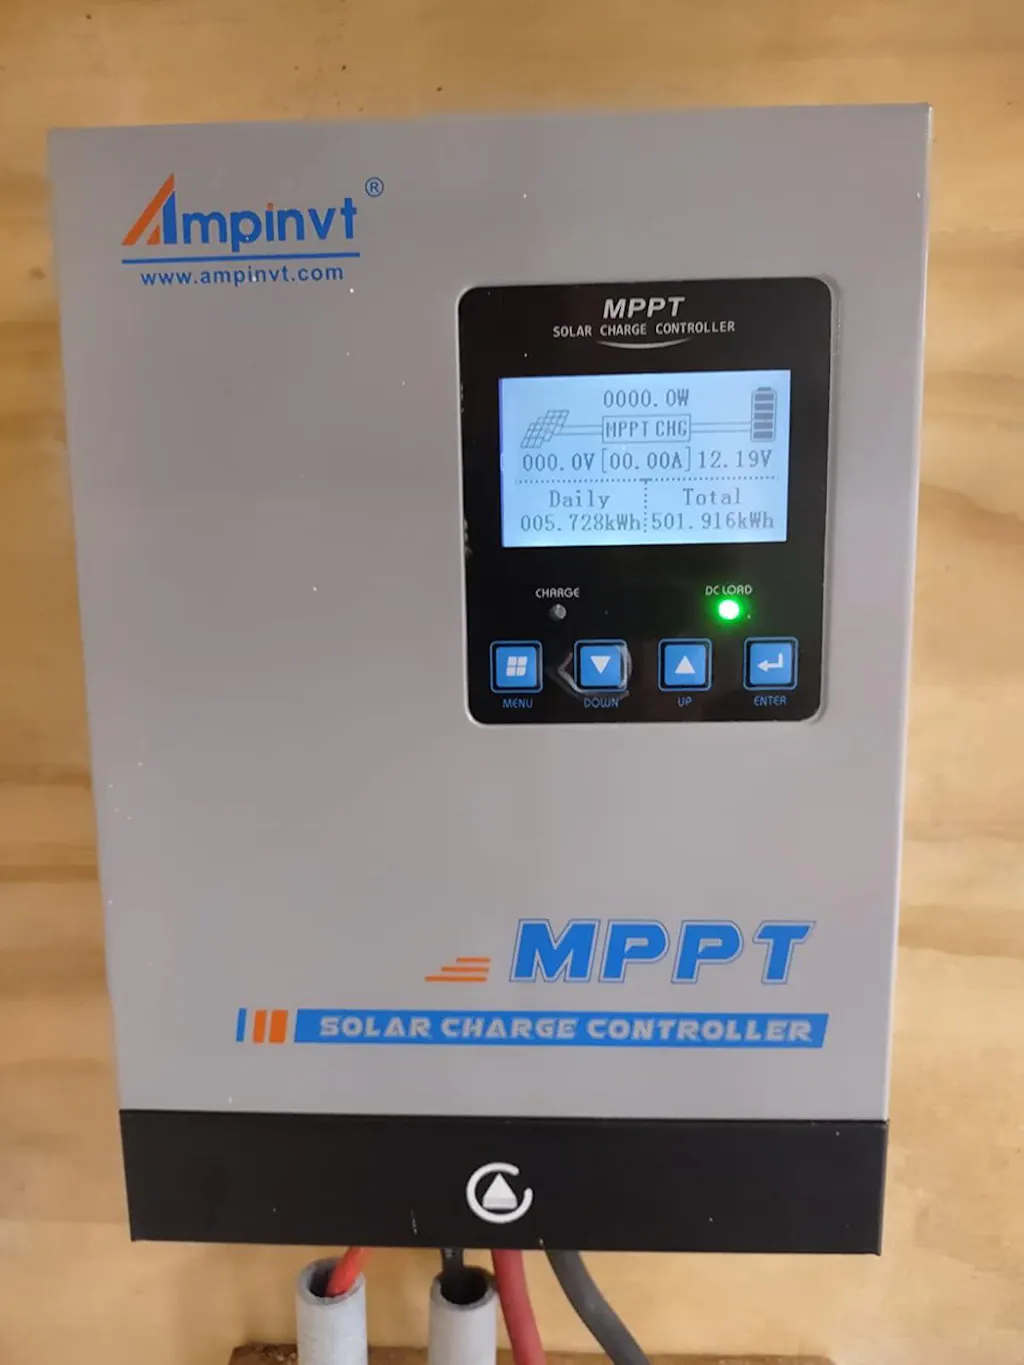 Ampinvt®
www.ampinvt.com
MPPT
SOLAR CHARGE CONTROLLER
0000.0W
MPPT CHG
000.0V [00.00A] 12.19V
Daily Total
005.728kWh 501.916kWh
CHARGE DC LOAD
MENU DOWN UP ENTER
MPPT
SOLAR CHARGE CONTROLLER